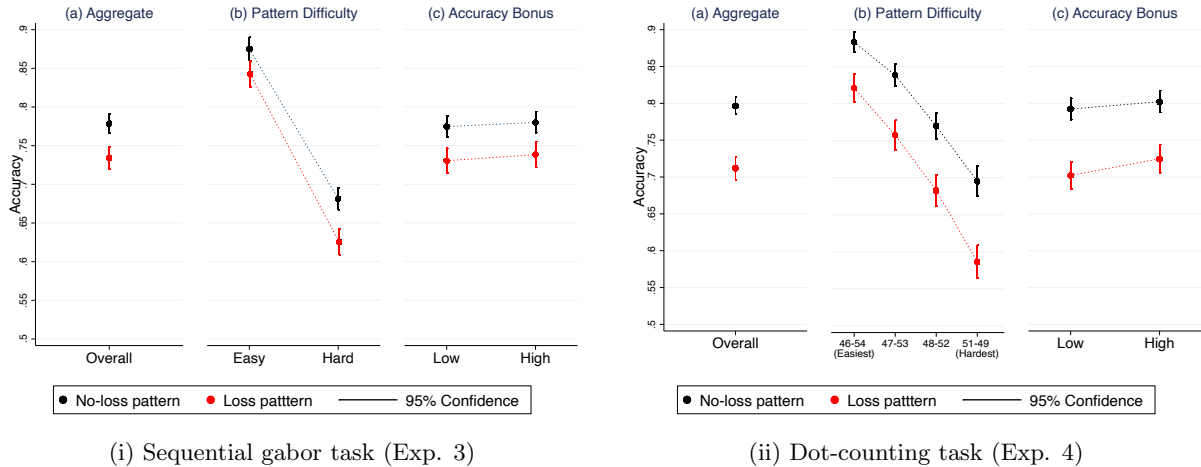 (a) Aggregate
(b) Pattern Difficulty
(c) Accuracy Bonus
Accuracy
.9
.85
.8
.75
.7
.65
.6
.55
.5
Overall
Easy
Hard
Low
High
No-loss pattern
Loss patttern
95% Confidence
(i) Sequential gabor task (Exp. 3)
(a) Aggregate
(b) Pattern Difficulty
(c) Accuracy Bonus
Accuracy
.9
.85
.8
.75
.7
.65
.6
.55
.5
Overall
46-54
(Easiest)
47-53
48-52
51-49
(Hardest)
Low
High
No-loss pattern
Loss patttern
95% Confidence
(ii) Dot-counting task (Exp. 4)